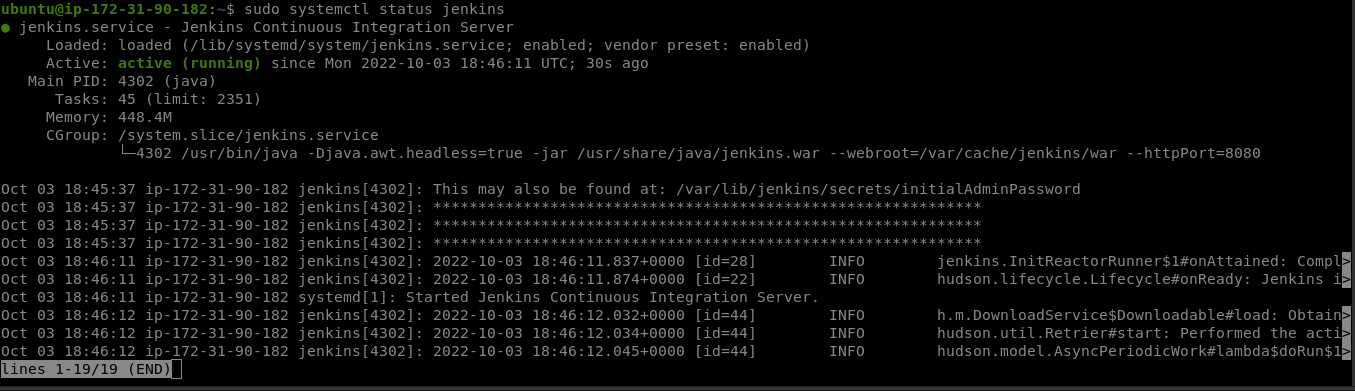 ubuntu@ip-172-31-90-182:~$ sudo systemctl status jenkins
● jenkins.service - Jenkins Continuous Integration Server
     Loaded: loaded (/lib/systemd/system/jenkins.service; enabled; vendor preset: enabled)
     Active: active (running) since Mon 2022-10-03 18:46:11 UTC; 30s ago
   Main PID: 4302 (java)
      Tasks: 45 (limit: 2351)
     Memory: 448.4M
     CGroup: /system.slice/jenkins.service
             └─4302 /usr/bin/java -Djava.awt.headless=true -jar /usr/share/java/jenkins.war --webroot=/var/cache/jenkins/war --httpPort=8080
Oct 03 18:45:37 ip-172-31-90-182 jenkins[4302]: This may also be found at: /var/lib/jenkins/secrets/initialAdminPassword
Oct 03 18:45:37 ip-172-31-90-182 jenkins[4302]: *************************************************************
Oct 03 18:45:37 ip-172-31-90-182 jenkins[4302]: *************************************************************
Oct 03 18:45:37 ip-172-31-90-182 jenkins[4302]: *************************************************************
Oct 03 18:46:11 ip-172-31-90-182 jenkins[4302]: 2022-10-03 18:46:11.837+0000 [id=28]        INFO        jenkins.InitReactorRunner$1#onAttained: Compl>
Oct 03 18:46:11 ip-172-31-90-182 jenkins[4302]: 2022-10-03 18:46:11.874+0000 [id=22]        INFO        hudson.lifecycle.Lifecycle#onReady: Jenkins i>
Oct 03 18:46:11 ip-172-31-90-182 systemd[1]: Started Jenkins Continuous Integration Server.
Oct 03 18:46:12 ip-172-31-90-182 jenkins[4302]: 2022-10-03 18:46:12.032+0000 [id=44]        INFO        h.m.DownloadService$Downloadable#load: Obtain>
Oct 03 18:46:12 ip-172-31-90-182 jenkins[4302]: 2022-10-03 18:46:12.034+0000 [id=44]        INFO        hudson.util.Retrier#start: Performed the acti>
Oct 03 18:46:12 ip-172-31-90-182 jenkins[4302]: 2022-10-03 18:46:12.045+0000 [id=44]        INFO        hudson.model.AsyncPeriodicWork#lambda$doRun$1>
lines 1-19/19 (END)